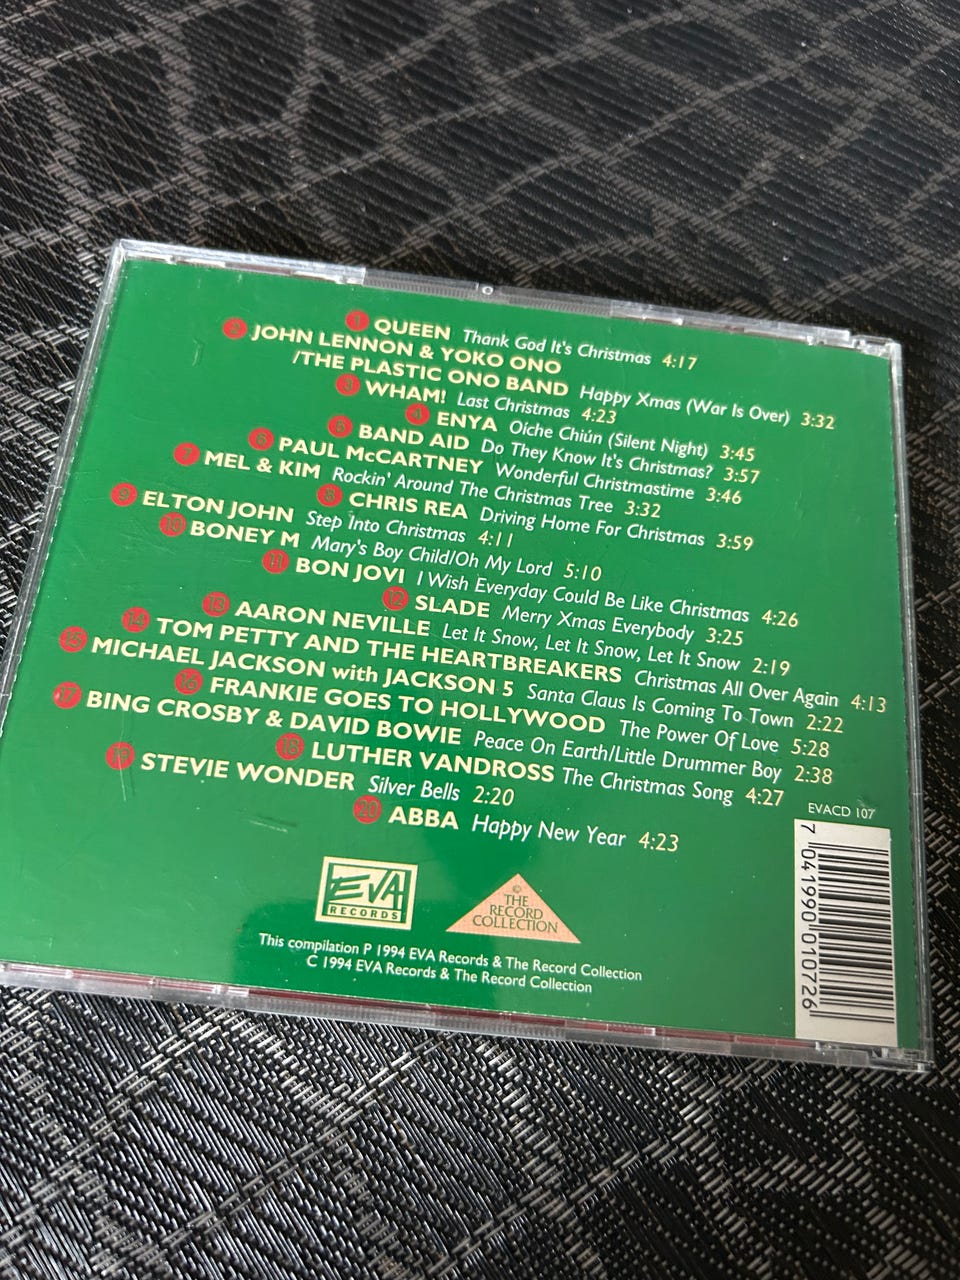 1 QUEEN Thank God It's Christmas 4:17
2 JOHN LENNON & YOKO ONO
/THE PLASTIC ONO BAND Happy Xmas (War Is Over) 3:32
3 WHAM! Last Christmas 4:23
4 ENYA Oíche Chiún (Silent Night) 3:45
5 BAND AID Do They Know It's Christmas? 3:57
6 PAUL McCARTNEY Wonderful Christmastime 3:46
7 MEL & KIM Rockin' Around The Christmas Tree 3:32
8 CHRIS REA Driving Home For Christmas 3:59
9 ELTON JOHN Step Into Christmas 4:11
10 BONEY M Mary's Boy Child/Oh My Lord 5:10
11 BON JOVI I Wish Everyday Could Be Like Christmas 4:26
12 SLADE Merry Xmas Everybody 3:25
13 AARON NEVILLE Let It Snow, Let It Snow, Let It Snow 2:19
14 TOM PETTY AND THE HEARTBREAKERS Christmas All Over Again 4:13
15 MICHAEL JACKSON with JACKSON 5 Santa Claus Is Coming To Town 2:22
16 FRANKIE GOES TO HOLLYWOOD The Power Of Love 5:28
17 BING CROSBY & DAVID BOWIE Peace On Earth/Little Drummer Boy 2:38
18 LUTHER VANDROSS The Christmas Song 4:27
19 STEVIE WONDER Silver Bells 2:20
20 ABBA Happy New Year 4:23
EVACD 107
7 041990 010726
EVA
RECORDS
©
THE
RECORD
COLLECTION
This compilation P 1994 EVA Records & The Record Collection
C 1994 EVA Records & The Record Collection